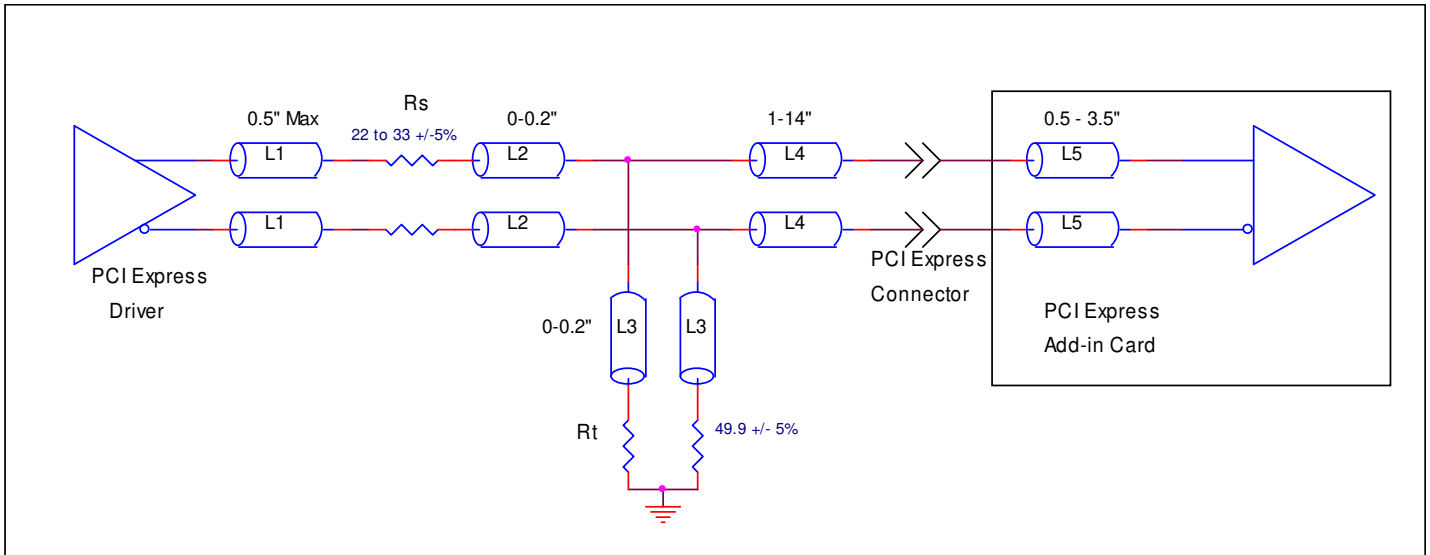 Rs
0.5" Max
0-0.2"
1-14"
0.5 - 3.5"
22 to 33 +/-5%
L1
L2
L4
L5
L1
L2
L4
L5
PCI Express
Driver
PCI Express
Connector
PCI Express
Add-in Card
0-0.2"
L3
L3
Rt
49.9 +/- 5%